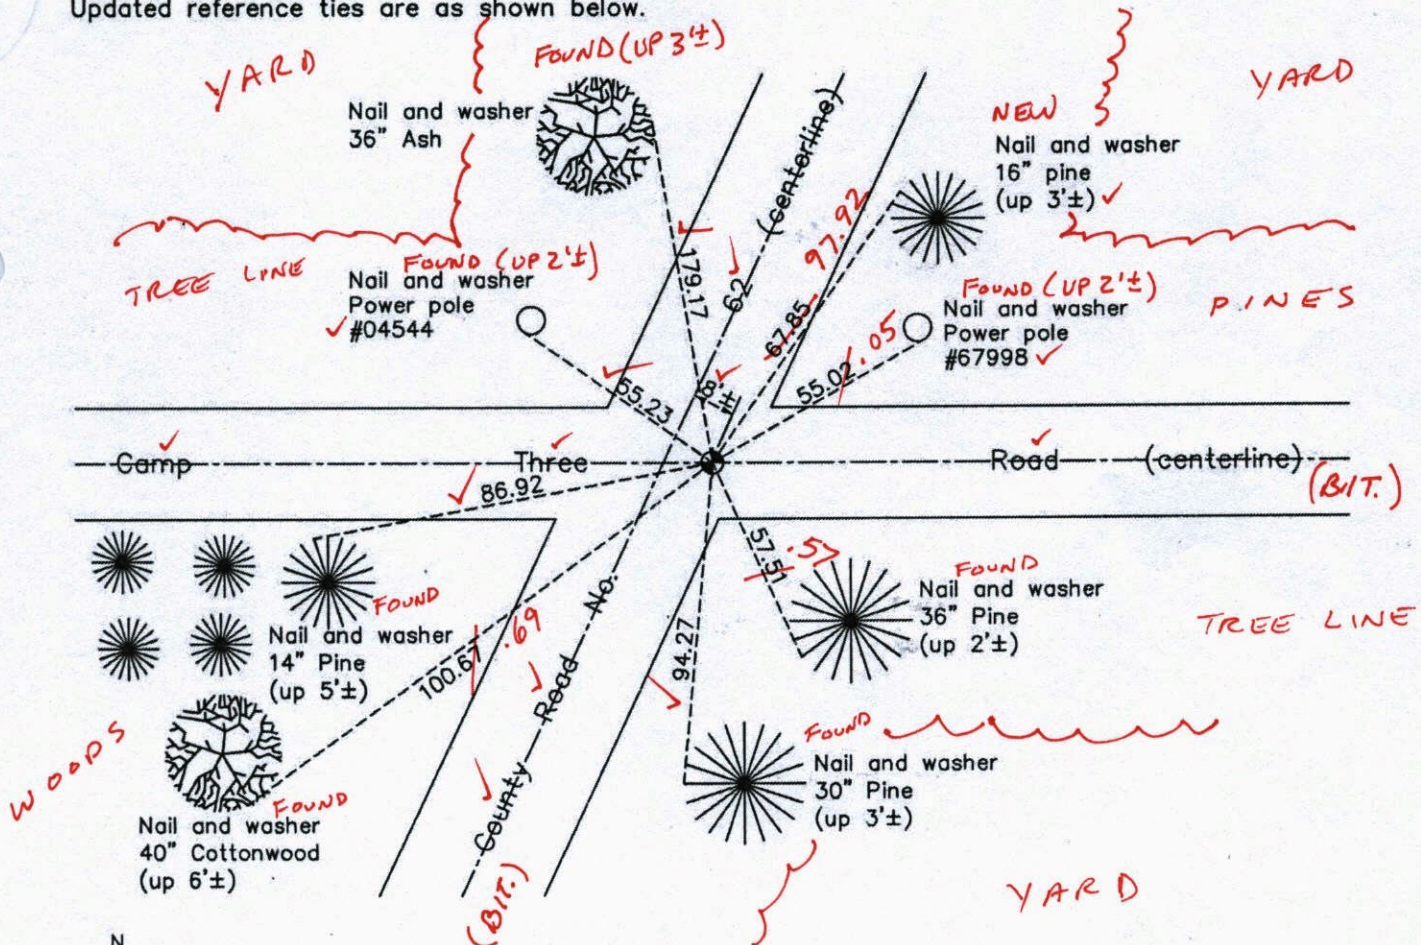 Updated reference ties are as shown below.
YARD
FOUND (UP 3'±)
YARD
Nail and washer
36" Ash
(centerline)
NEW
Nail and washer
16" pine
(up 3'±)
97.92
179.17
62
67.85
TREE LINE
FOUND (UP 2'±)
Nail and washer
Power pole
#04544
FOUND (UP 2'±)
Nail and washer
Power pole
#67998
PINES
55.23
18'±
55.02
.05
Camp Three Road (centerline)
(BIT.)
86.92
57.51
.57
FOUND
Nail and washer
14" Pine
(up 5'±)
FOUND
Nail and washer
36" Pine
(up 2'±)
TREE LINE
100.67
.69
94.27
County Road No.
(BIT.)
WOODS
FOUND
Nail and washer
40" Cottonwood
(up 6'±)
FOUND
Nail and washer
30" Pine
(up 3'±)
YARD
N